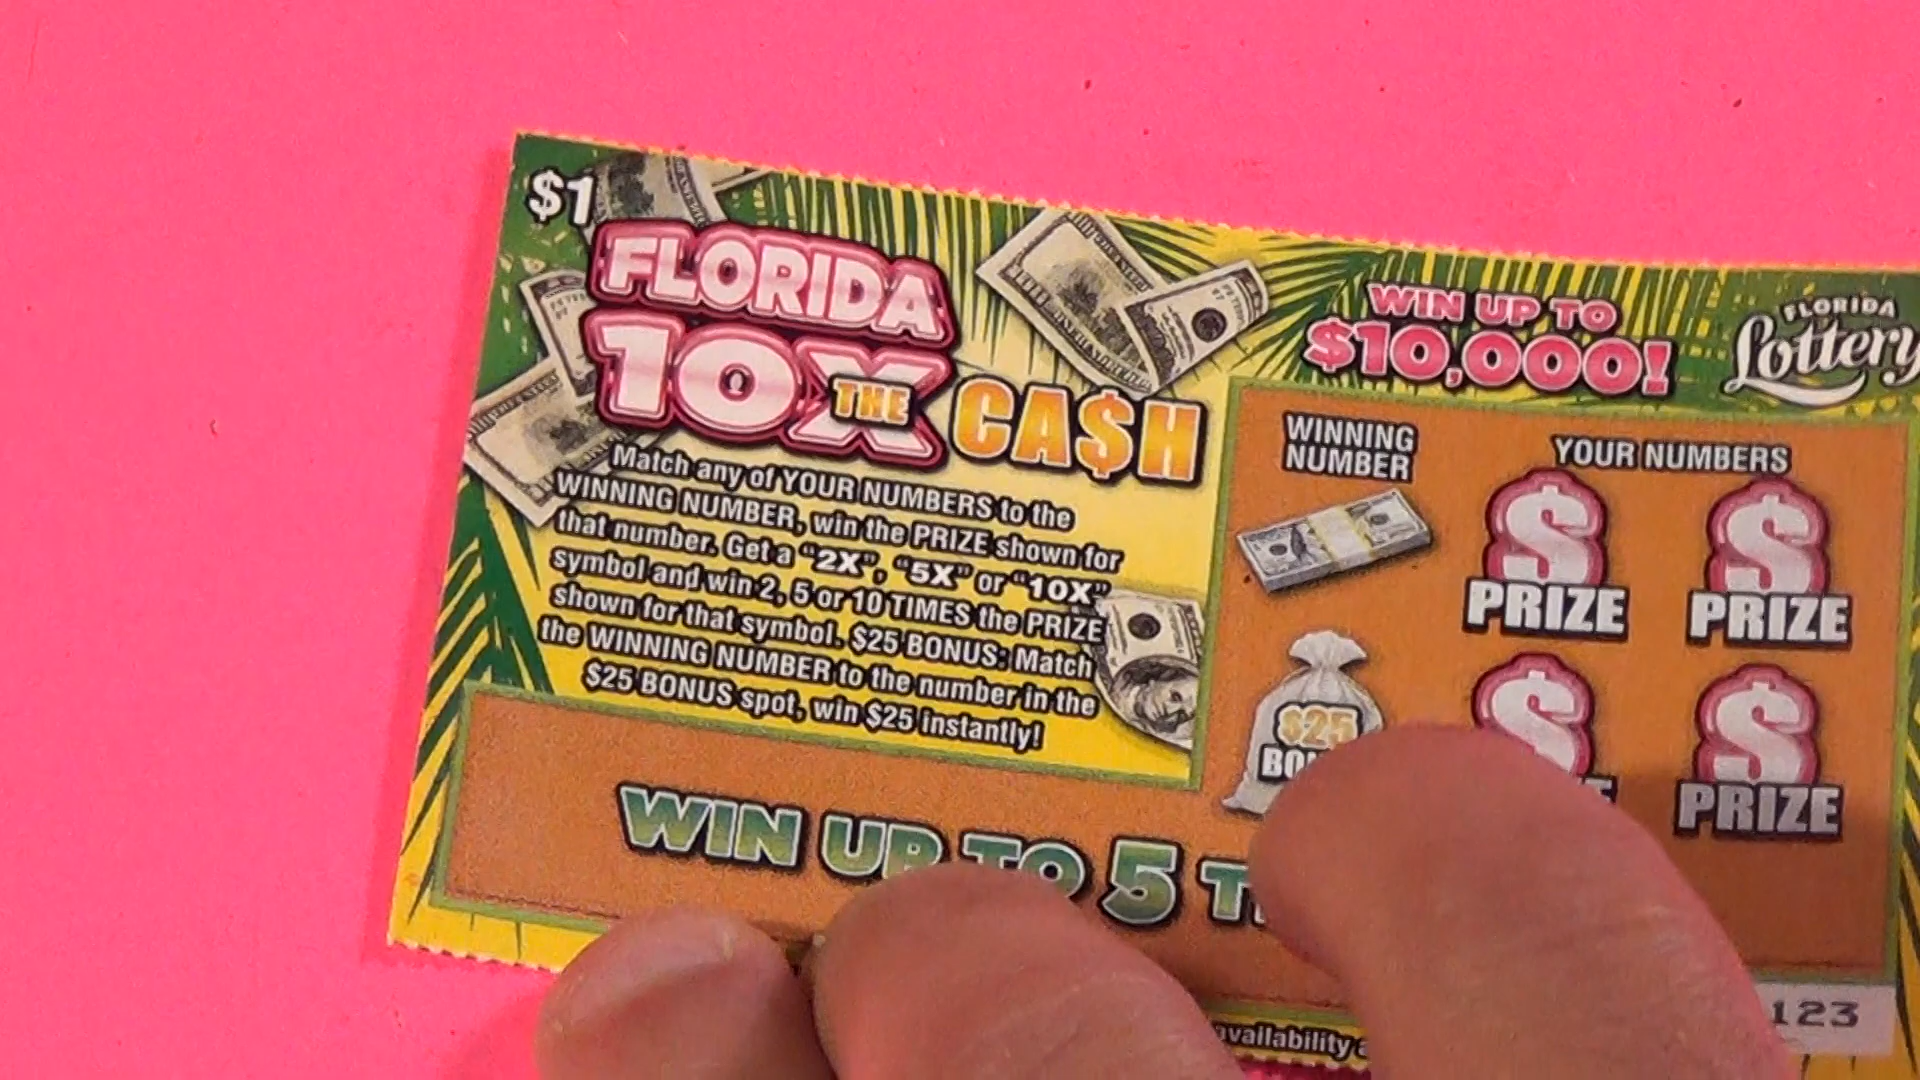 $1
FLORIDA
10X THE CA$H
Match any of YOUR NUMBERS to the
WINNING NUMBER, win the PRIZE shown for
that number. Get a "2X", "5X" or "10X"
symbol and win 2, 5 or 10 TIMES the PRIZE
shown for that symbol. $25 BONUS: Match
the WINNING NUMBER to the number in the
$25 BONUS spot, win $25 instantly!
WIN UP TO 5
WIN UP TO
$10,000!
FLORIDA
Lottery
WINNING
NUMBER
YOUR NUMBERS
$ $
PRIZE PRIZE
$25
$ $
PRIZE
123
availability